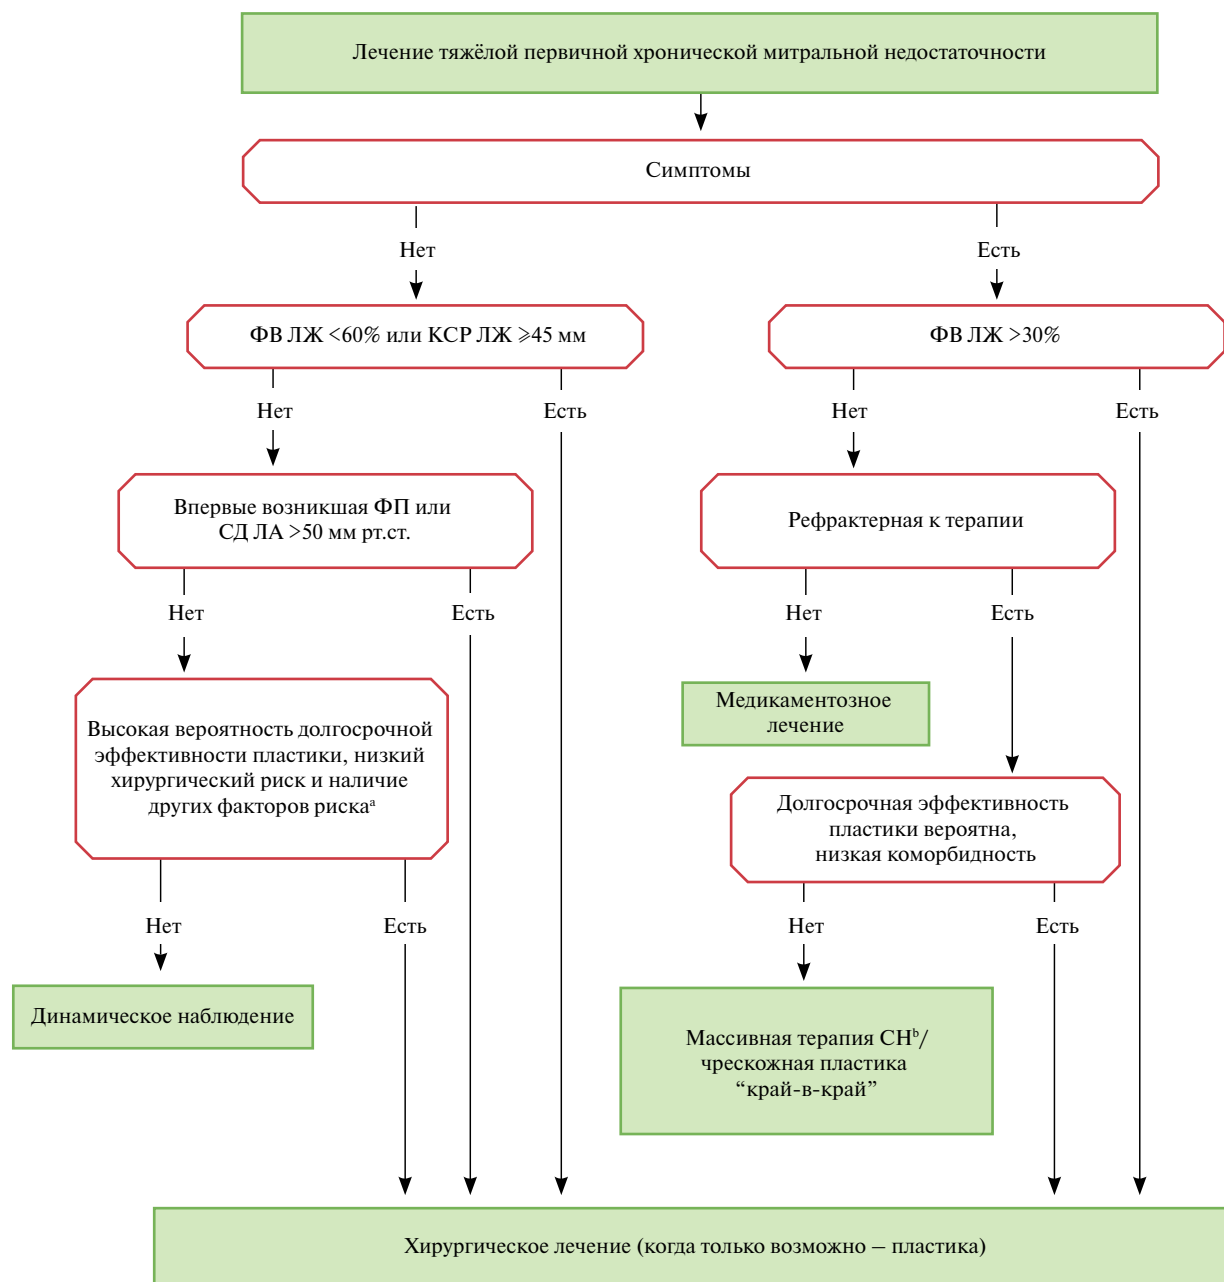 Лечение тяжёлой первичной хронической митральной недостаточности
Симптомы
Нет
Есть
ФВ ЛЖ <60% или КСР ЛЖ ⩾45 мм
ФВ ЛЖ >30%
Нет
Есть
Нет
Есть
Впервые возникшая ФП или
СД ЛА >50 мм рт.ст.
Рефрактерная к терапии
Нет
Есть
Нет
Есть
Высокая вероятность долгосрочной
эффективности пластики, низкий
хирургический риск и наличие
других факторов рискаᵃ
Медикаментозное
лечение
Долгосрочная эффективность
пластики вероятна,
низкая коморбидность
Нет
Есть
Нет
Есть
Динамическое наблюдение
Массивная терапия СНᵇ/
чрескожная пластика
“край-в-край”
Хирургическое лечение (когда только возможно – пластика)